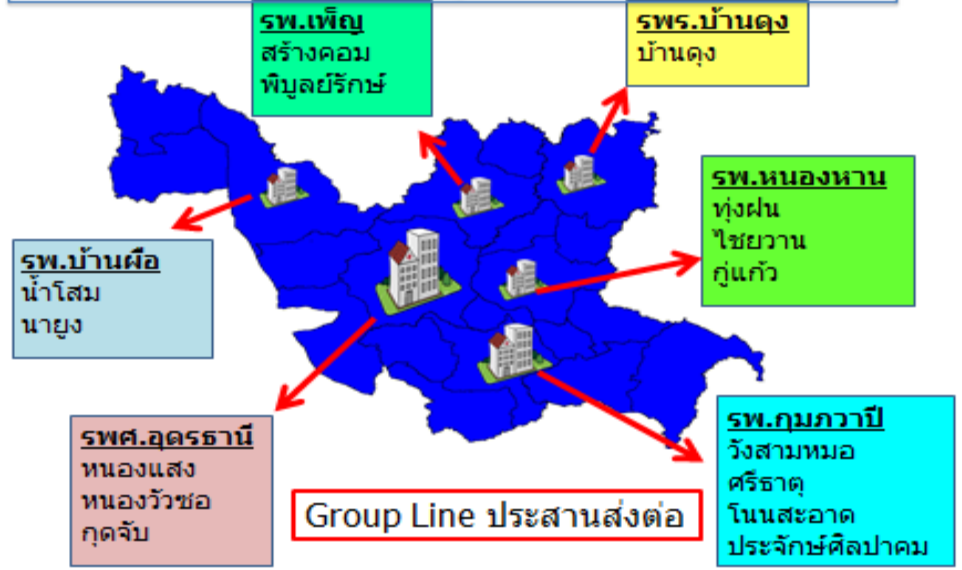 รพ.เพ็ญ
สร้างคอม
พิบูลย์รักษ์
รพร.บ้านดุง
บ้านดุง
รพ.หนองหาน
ทุ่งฝน
ไชยวาน
กู่แก้ว
รพ.บ้านผือ
น้ำโสม
นายูง
รพศ.อุดรธานี
หนองแสง
หนองวัวซอ
กุดจับ
รพ.กุมภวาปี
วังสามหมอ
ศรีธาตุ
โนนสะอาด
ประจักษ์ศิลปาคม
Group Line ประสานส่งต่อ